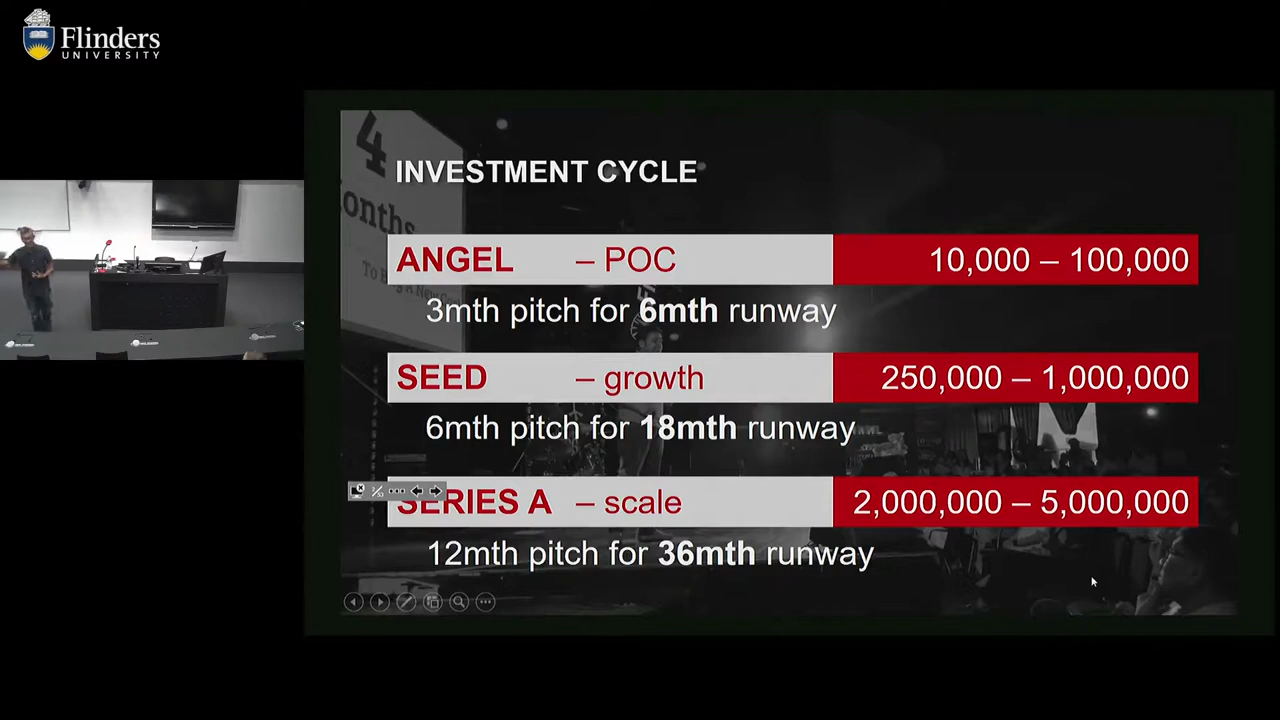 Flinders
UNIVERSITY
4
onths
INVESTMENT CYCLE
ANGEL – POC 10,000 – 100,000
3mth pitch for 6mth runway
SEED – growth 250,000 – 1,000,000
6mth pitch for 18mth runway
SERIES A – scale 2,000,000 – 5,000,000
12mth pitch for 36mth runway